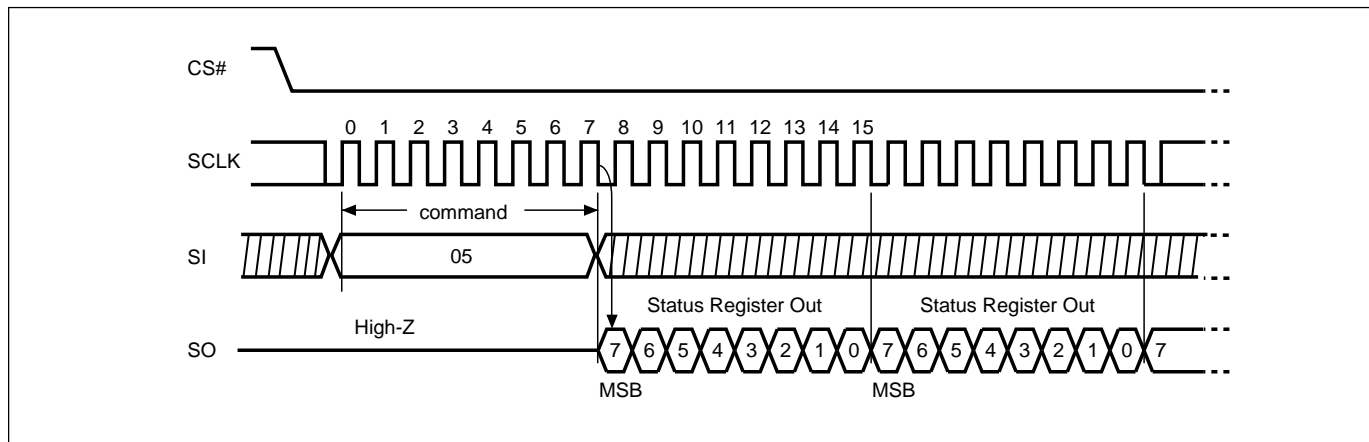 CS#
0 1 2 3 4 5 6 7 8 9 10 11 12 13 14 15
SCLK
command
SI
05
Status Register Out Status Register Out
High-Z
SO
7 6 5 4 3 2 1 0 7 6 5 4 3 2 1 0 7
MSB MSB